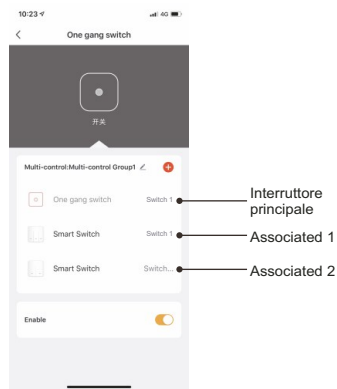 10:23
4G
One gang switch
开关
Multi-control:Multi-control Group1
One gang switch Switch 1
Interruttore
principale
Smart Switch Switch 1
Associated 1
Smart Switch Switch...
Associated 2
Enable